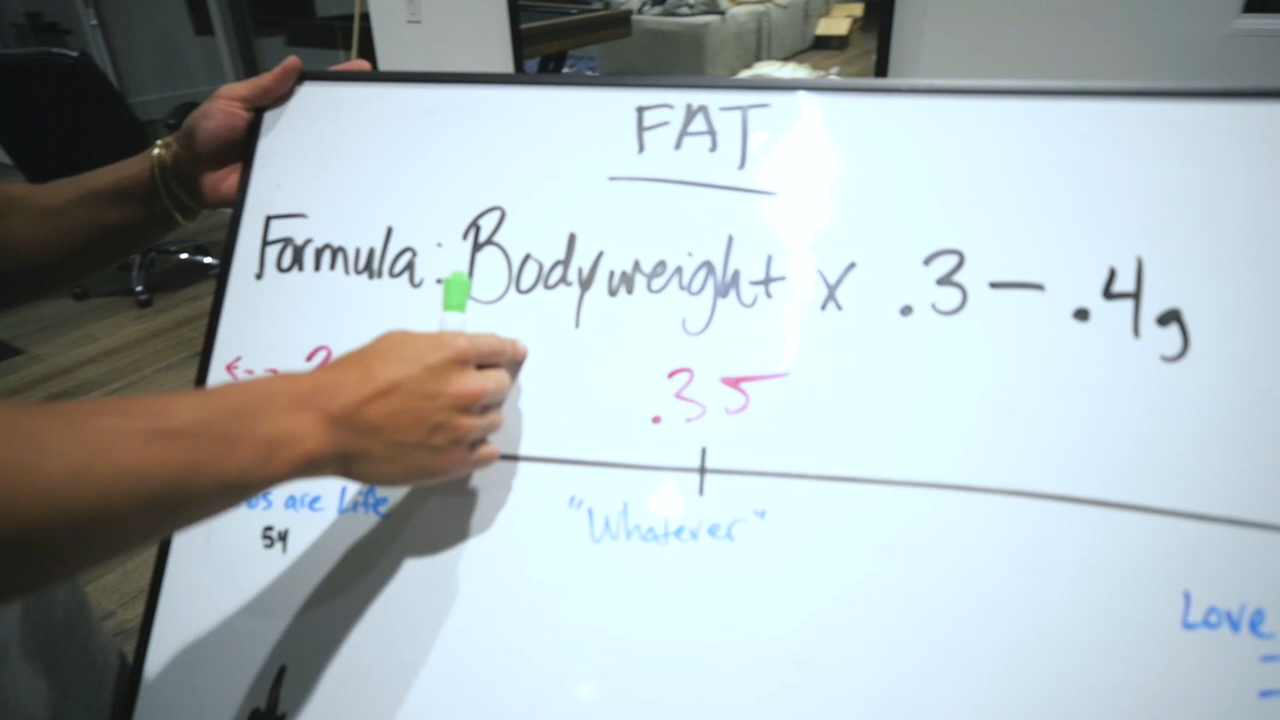 FAT
Formula: Bodyweight x .3 - .4g
.35
are Life
"Whatever"
54
Love